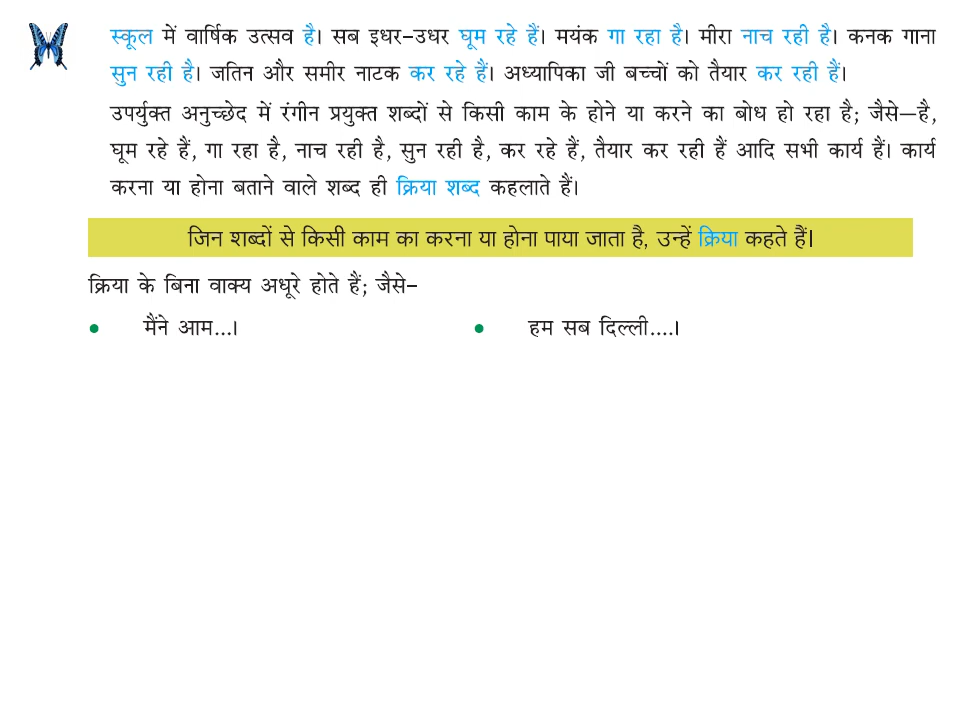 स्कूल में वार्षिक उत्सव है। सब इधर-उधर घूम रहे हैं। मयंक गा रहा है। मीरा नाच रही है। कनक गाना
सुन रही है। जतिन और समीर नाटक कर रहे हैं। अध्यापिका जी बच्चों को तैयार कर रही हैं।
उपर्युक्त अनुच्छेद में रंगीन प्रयुक्त शब्दों से किसी काम के होने या करने का बोध हो रहा है; जैसे—है,
घूम रहे हैं, गा रहा है, नाच रही है, सुन रही है, कर रहे हैं, तैयार कर रही हैं आदि सभी कार्य हैं। कार्य
करना या होना बताने वाले शब्द ही क्रिया शब्द कहलाते हैं।
जिन शब्दों से किसी काम का करना या होना पाया जाता है, उन्हें क्रिया कहते हैं।
क्रिया के बिना वाक्य अधूरे होते हैं; जैसे-
• मैंने आम...। • हम सब दिल्ली....।